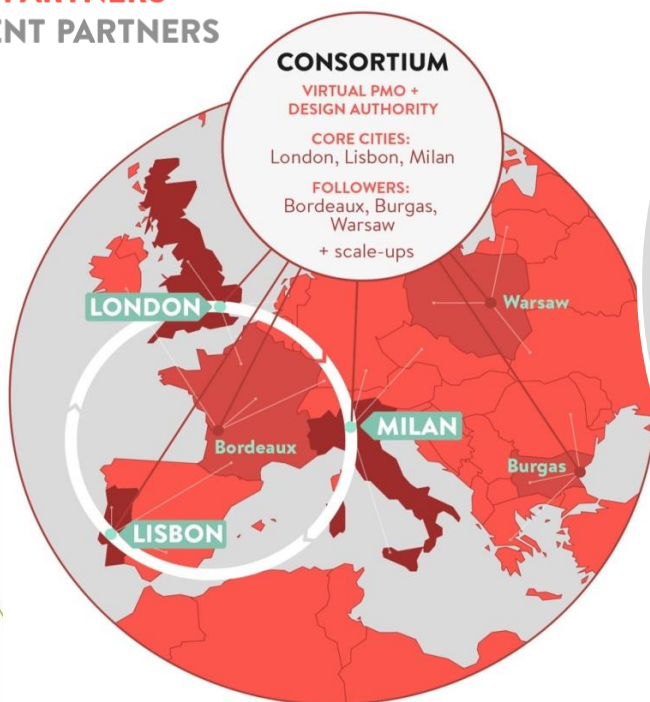 PARTNERS
ENT PARTNERS
CONSORTIUM
VIRTUAL PMO +
DESIGN AUTHORITY
CORE CITIES:
London, Lisbon, Milan
FOLLOWERS:
Bordeaux, Burgas,
Warsaw
+ scale-ups
LONDON
Warsaw
MILAN
Bordeaux
Burgas
LISBON